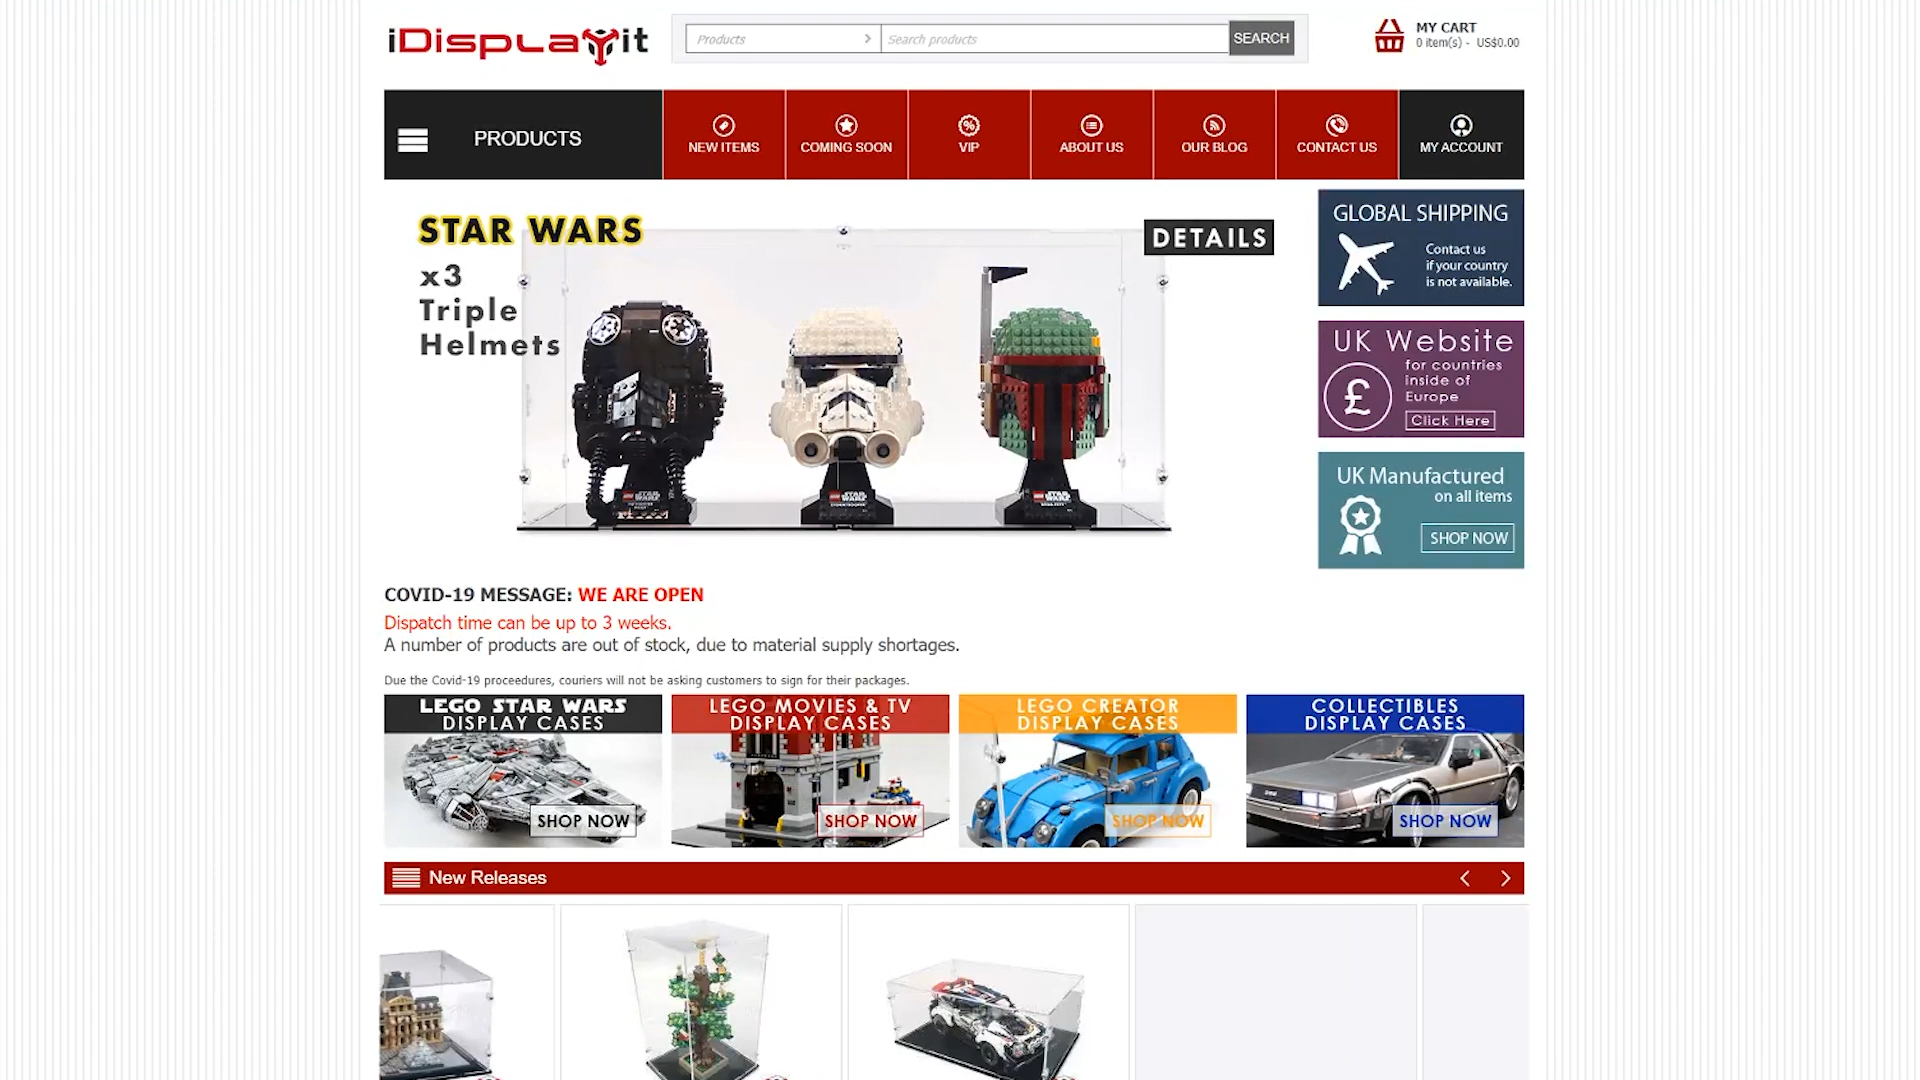 iDisplayit
Products
Search products
SEARCH
MY CART
0 item(s) - US$0.00
PRODUCTS
NEW ITEMS
COMING SOON
VIP
ABOUT US
OUR BLOG
CONTACT US
MY ACCOUNT
STAR WARS
x3
Triple
Helmets
DETAILS
GLOBAL SHIPPING
Contact us
if your country
is not available.
UK Website
for countries
inside of
Europe
Click Here
UK Manufactured
on all items
SHOP NOW
COVID-19 MESSAGE: WE ARE OPEN
Dispatch time can be up to 3 weeks.
A number of products are out of stock, due to material supply shortages.
Due the Covid-19 proceedures, couriers will not be asking customers to sign for their packages.
LEGO STAR WARS
DISPLAY CASES
SHOP NOW
LEGO MOVIES & TV
DISPLAY CASES
SHOP NOW
LEGO CREATOR
DISPLAY CASES
SHOP NOW
COLLECTIBLES
DISPLAY CASES
SHOP NOW
New Releases